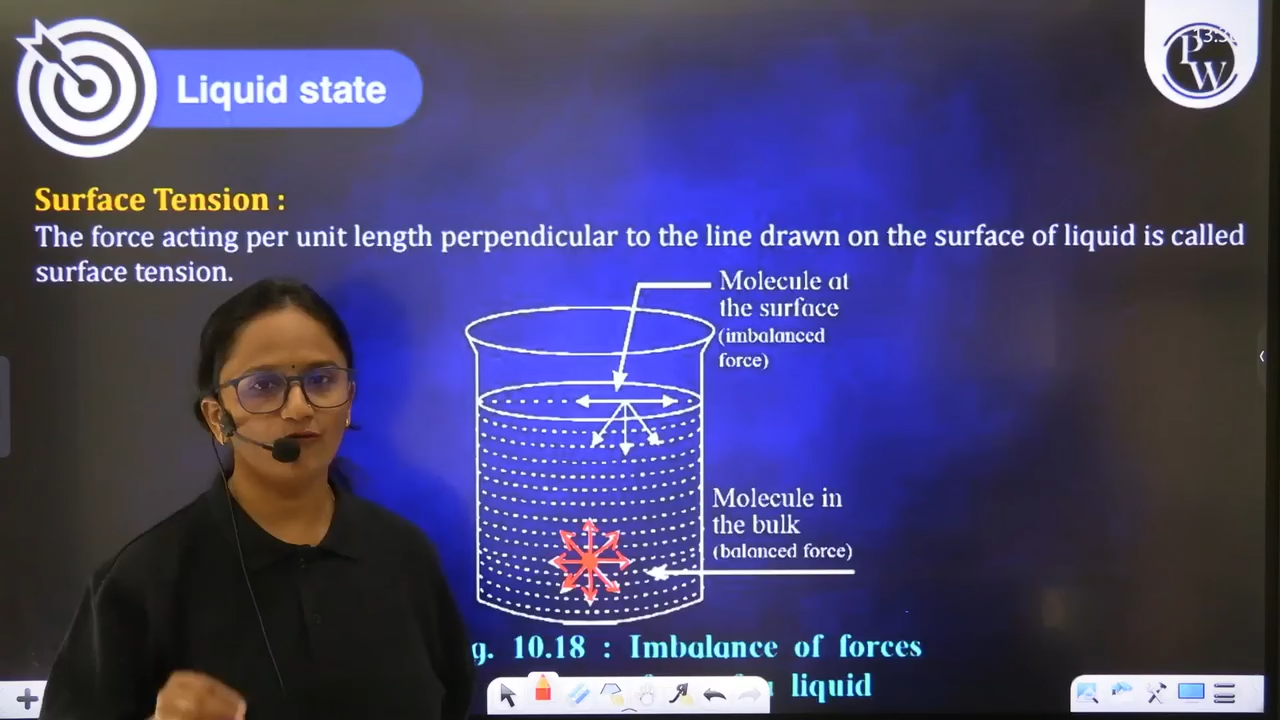 Liquid state
PW
Surface Tension :
The force acting per unit length perpendicular to the line drawn on the surface of liquid is called
surface tension.
Molecule at
the surface
(imbalanced
force)
Molecule in
the bulk
(balanced force)
g. 10.18 : Imbalance of forces
liquid